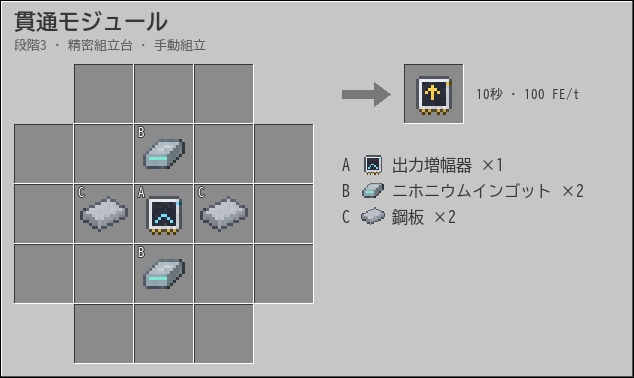 貫通モジュール
段階3 · 精密組立台 · 手動組立
10秒 · 100 FE/t
B
C
A
C
B
A 出力増幅器 ×1
B ニホニウムインゴット ×2
C 鋼板 ×2